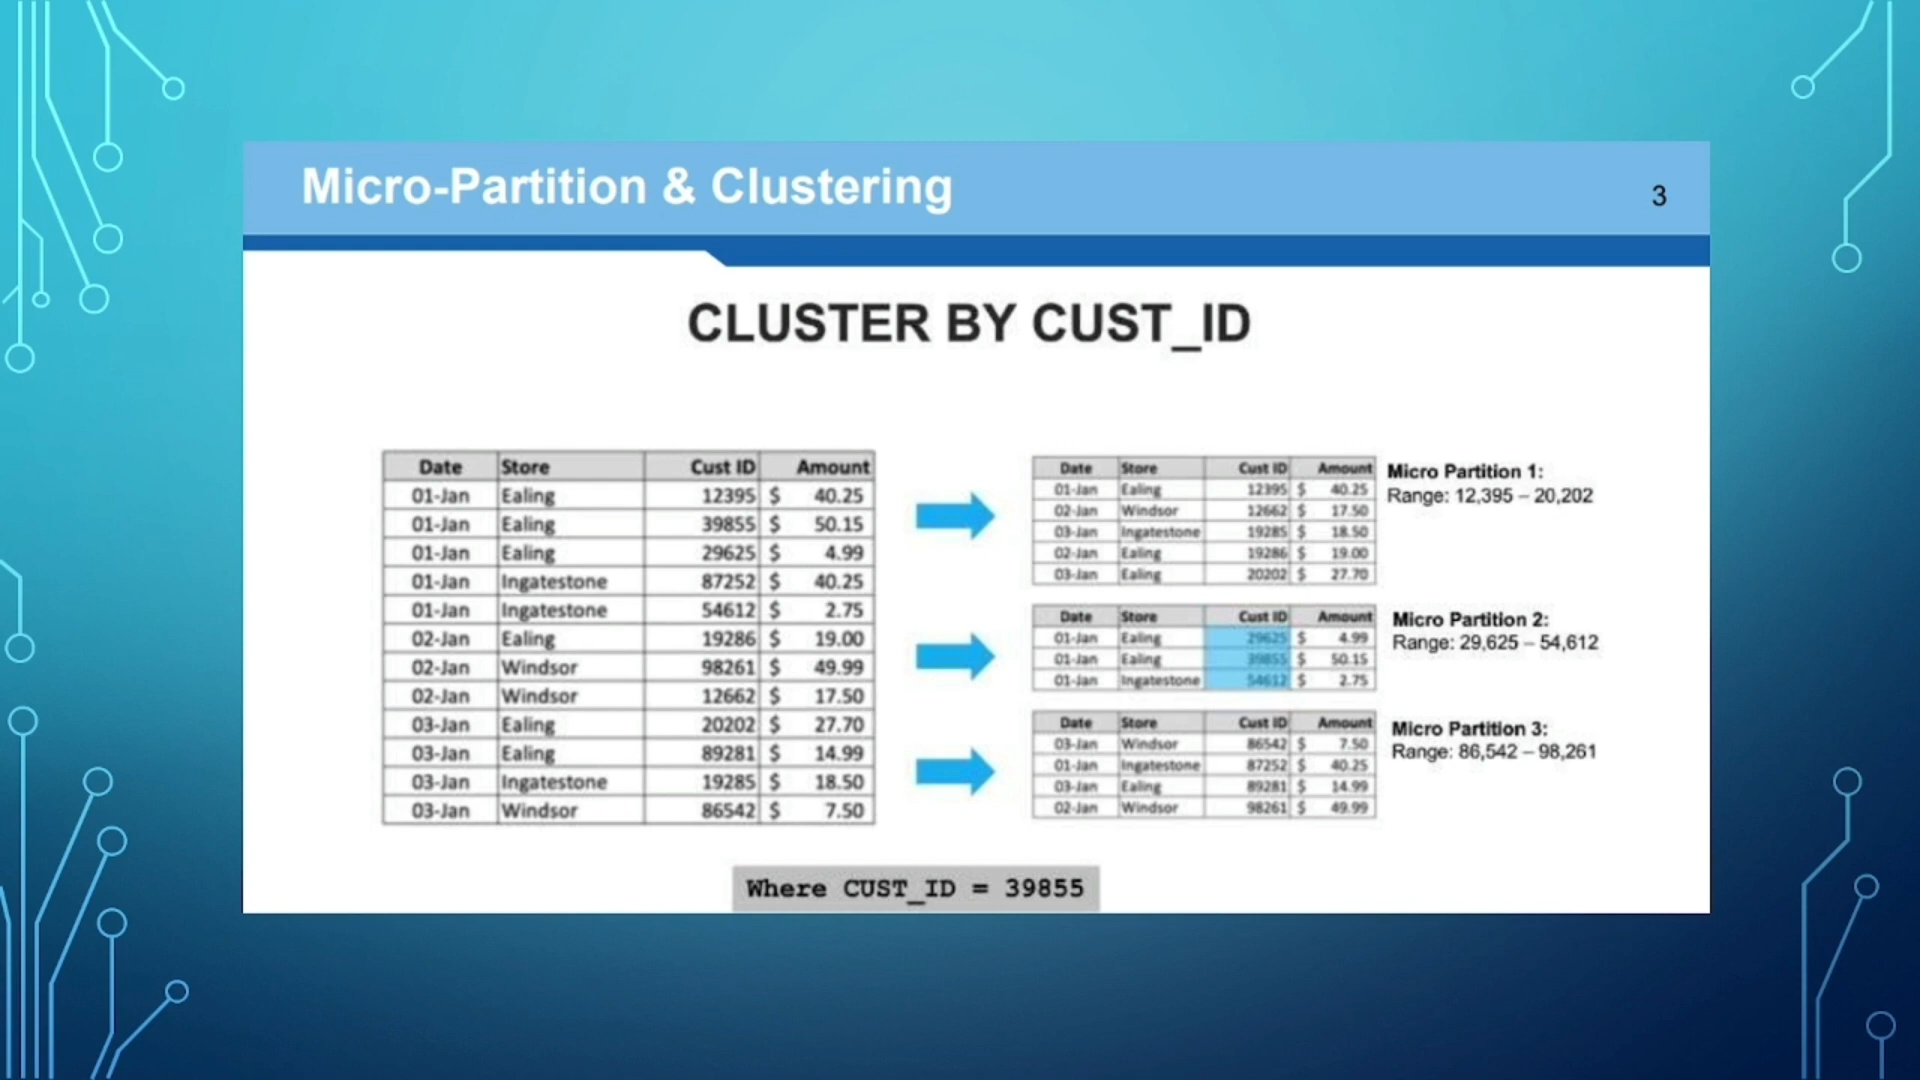 Micro-Partition & Clustering
3
CLUSTER BY CUST_ID
Date Store Cust ID Amount
01-Jan Ealing 12395 $ 40.25
01-Jan Ealing 39855 $ 50.15
01-Jan Ealing 29625 $ 4.99
01-Jan Ingatestone 87252 $ 40.25
01-Jan Ingatestone 54612 $ 2.75
02-Jan Ealing 19286 $ 19.00
02-Jan Windsor 98261 $ 49.99
02-Jan Windsor 12662 $ 17.50
03-Jan Ealing 20202 $ 27.70
03-Jan Ealing 89281 $ 14.99
03-Jan Ingatestone 19285 $ 18.50
03-Jan Windsor 86542 $ 7.50
Date Store Cust ID Amount
01-Jan Ealing 12395 $ 40.25
02-Jan Windsor 12662 $ 17.50
03-Jan Ingatestone 19285 $ 18.50
02-Jan Ealing 19286 $ 19.00
03-Jan Ealing 20202 $ 27.70
Micro Partition 1:
Range: 12,395 – 20,202
Date Store Cust ID Amount
01-Jan Ealing 29625 $ 4.99
01-Jan Ealing 39855 $ 50.15
01-Jan Ingatestone 54612 $ 2.75
Micro Partition 2:
Range: 29,625 – 54,612
Date Store Cust ID Amount
03-Jan Windsor 86542 $ 7.50
01-Jan Ingatestone 87252 $ 40.25
03-Jan Ealing 89281 $ 14.99
02-Jan Windsor 98261 $ 49.99
Micro Partition 3:
Range: 86,542 – 98,261
Where CUST_ID = 39855